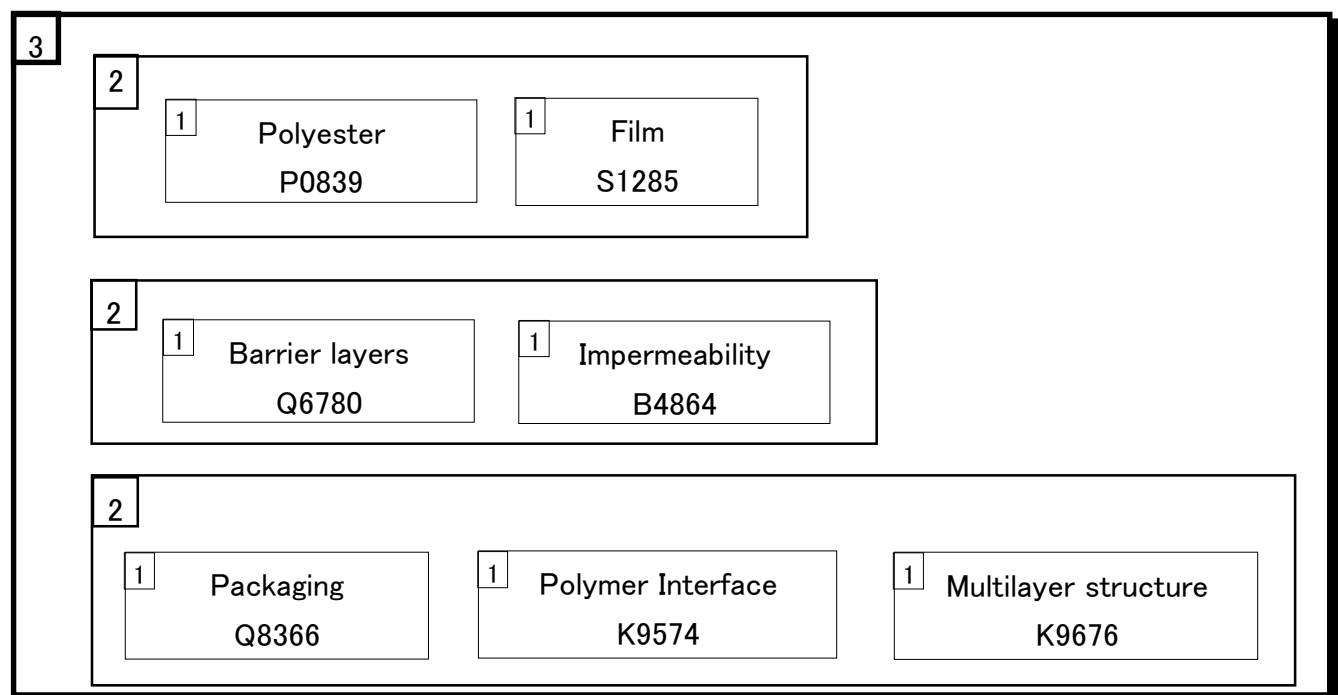 3
2
1
Polyester
P0839
1
Film
S1285
2
1
Barrier layers
Q6780
1
Impermeability
B4864
2
1
Packaging
Q8366
1
Polymer Interface
K9574
1
Multilayer structure
K9676